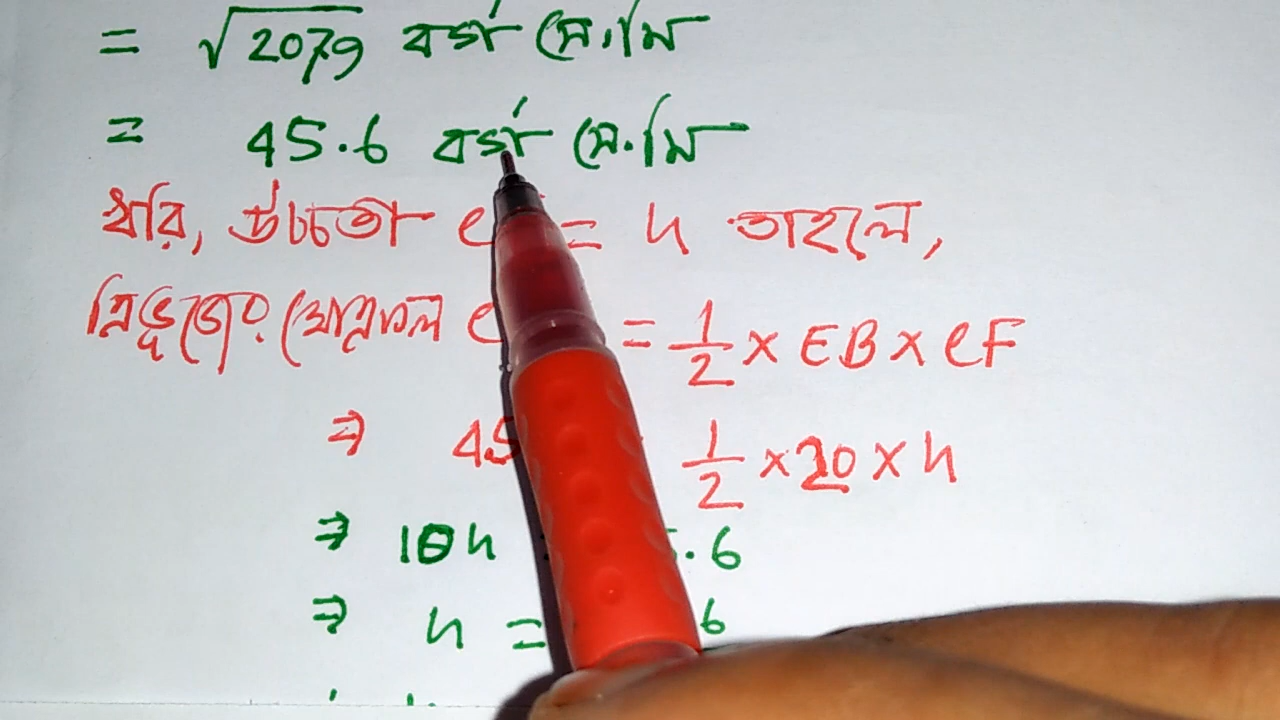 = √2079 বর্গ সে.মি
= 45.6 বর্গ সে.মি
ধরি, উচ্চতা C = h তাহলে,
ত্রিভূজের ক্ষেত্রফল = 1/2 × EB × CF
⇒ 45 1/2 × 20 × h
⇒ 10h .6
⇒ h = 6